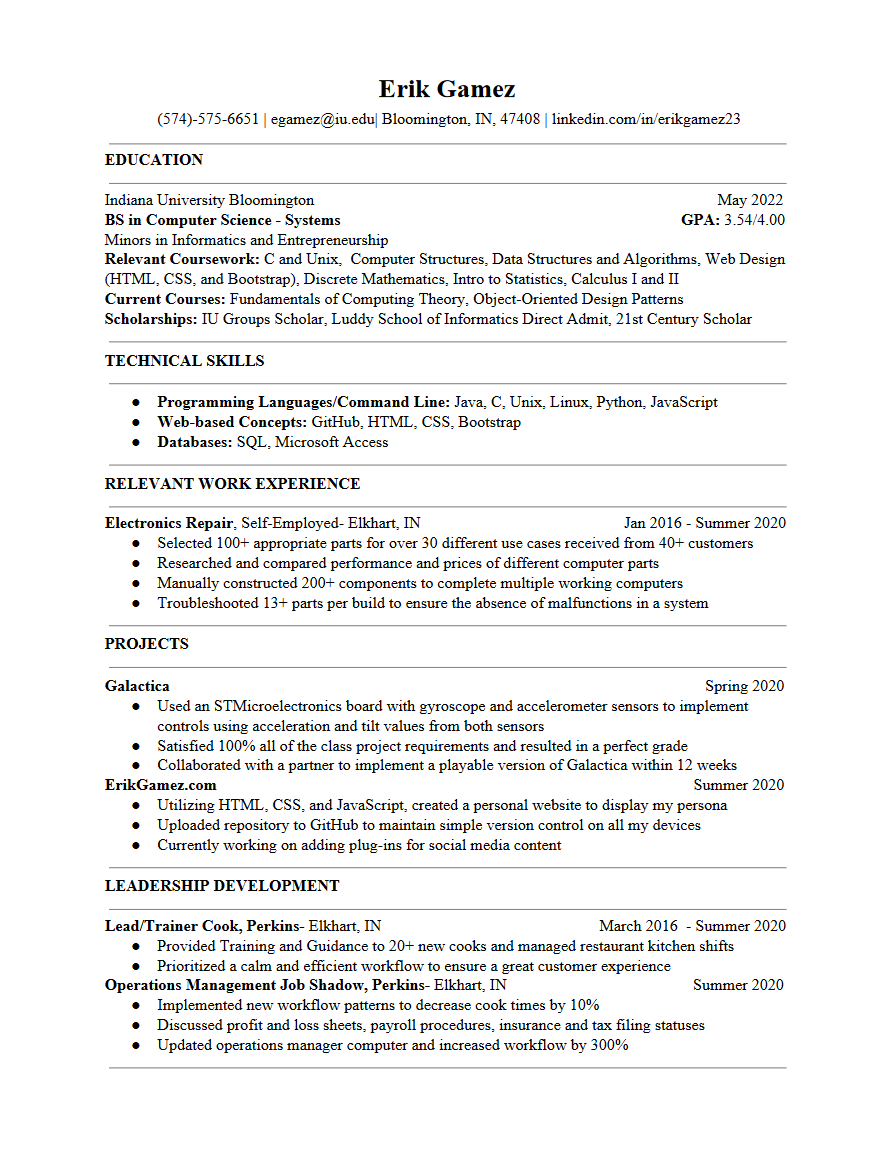 Erik Gamez
(574)-575-6651 | egamez@iu.edu| Bloomington, IN, 47408 | linkedin.com/in/erikgamez23
EDUCATION
Indiana University Bloomington May 2022
BS in Computer Science - Systems GPA: 3.54/4.00
Minors in Informatics and Entrepreneurship
Relevant Coursework: C and Unix, Computer Structures, Data Structures and Algorithms, Web Design
(HTML, CSS, and Bootstrap), Discrete Mathematics, Intro to Statistics, Calculus I and II
Current Courses: Fundamentals of Computing Theory, Object-Oriented Design Patterns
Scholarships: IU Groups Scholar, Luddy School of Informatics Direct Admit, 21st Century Scholar
TECHNICAL SKILLS
● Programming Languages/Command Line: Java, C, Unix, Linux, Python, JavaScript
● Web-based Concepts: GitHub, HTML, CSS, Bootstrap
● Databases: SQL, Microsoft Access
RELEVANT WORK EXPERIENCE
Electronics Repair, Self-Employed- Elkhart, IN Jan 2016 - Summer 2020
● Selected 100+ appropriate parts for over 30 different use cases received from 40+ customers
● Researched and compared performance and prices of different computer parts
● Manually constructed 200+ components to complete multiple working computers
● Troubleshooted 13+ parts per build to ensure the absence of malfunctions in a system
PROJECTS
Galactica Spring 2020
● Used an STMicroelectronics board with gyroscope and accelerometer sensors to implement
controls using acceleration and tilt values from both sensors
● Satisfied 100% all of the class project requirements and resulted in a perfect grade
● Collaborated with a partner to implement a playable version of Galactica within 12 weeks
ErikGamez.com Summer 2020
● Utilizing HTML, CSS, and JavaScript, created a personal website to display my persona
● Uploaded repository to GitHub to maintain simple version control on all my devices
● Currently working on adding plug-ins for social media content
LEADERSHIP DEVELOPMENT
Lead/Trainer Cook, Perkins- Elkhart, IN March 2016 - Summer 2020
● Provided Training and Guidance to 20+ new cooks and managed restaurant kitchen shifts
● Prioritized a calm and efficient workflow to ensure a great customer experience
Operations Management Job Shadow, Perkins- Elkhart, IN Summer 2020
● Implemented new workflow patterns to decrease cook times by 10%
● Discussed profit and loss sheets, payroll procedures, insurance and tax filing statuses
● Updated operations manager computer and increased workflow by 300%